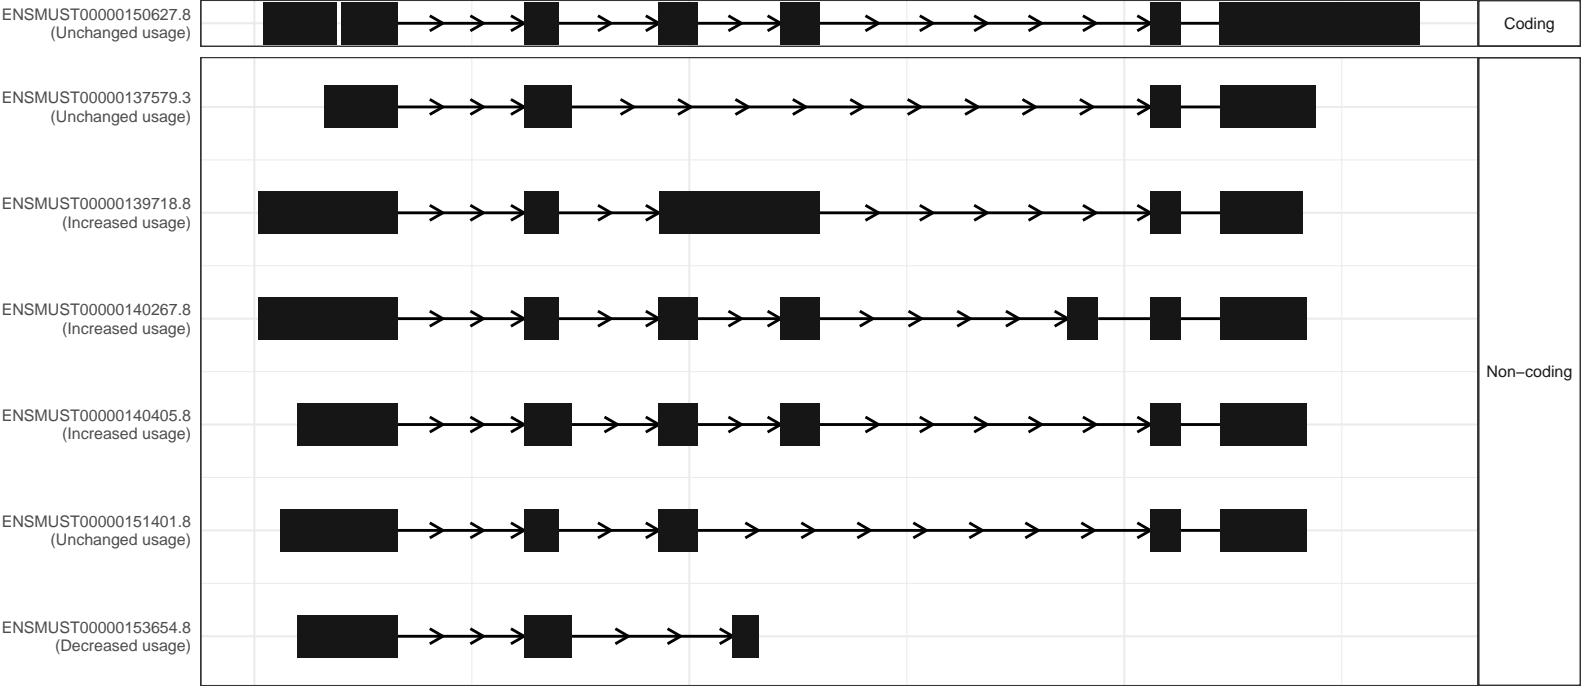 ENSMUST00000150627.8
(Unchanged usage)
Coding
ENSMUST00000137579.3
(Unchanged usage)
ENSMUST00000139718.8
(Increased usage)
ENSMUST00000140267.8
(Increased usage)
Non−coding
ENSMUST00000140405.8
(Increased usage)
ENSMUST00000151401.8
(Unchanged usage)
ENSMUST00000153654.8
(Decreased usage)